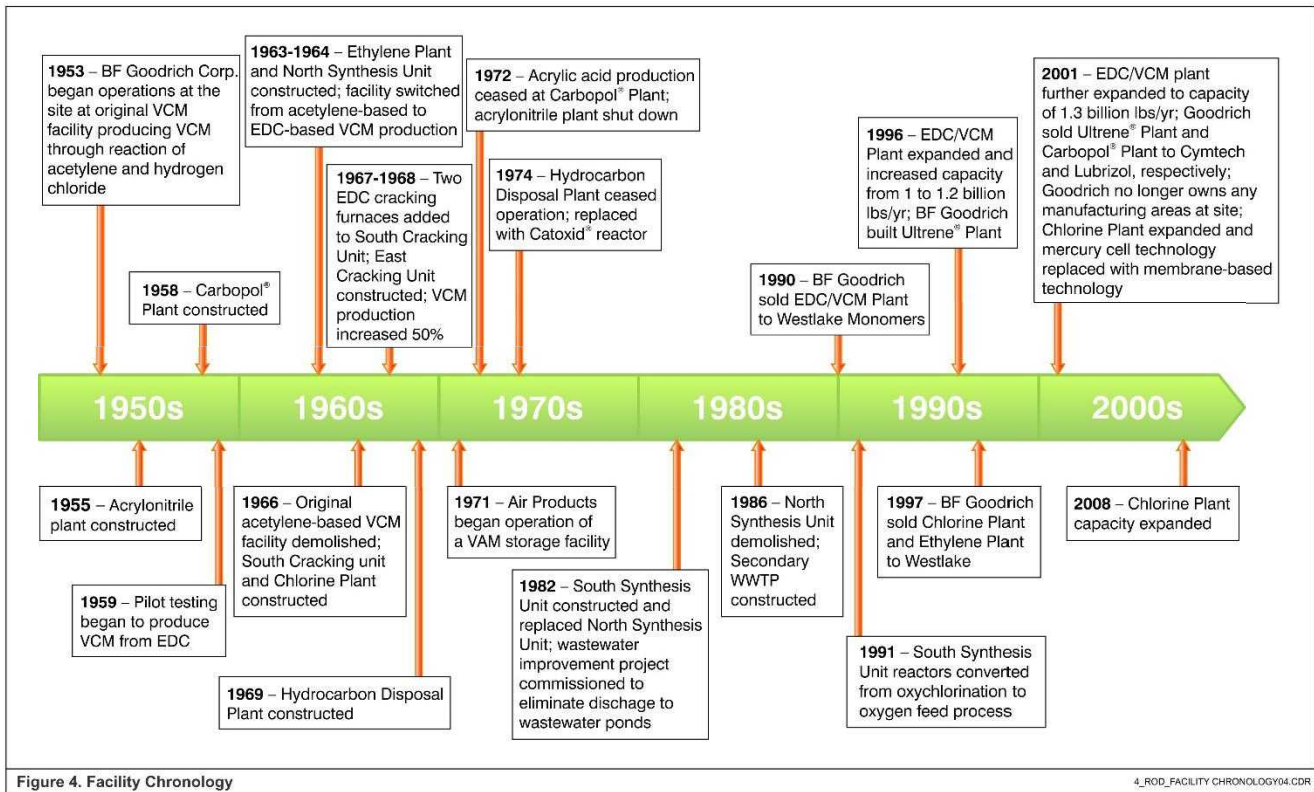 1953 – BF Goodrich Corp.
began operations at the
site at original VCM
facility producing VCM
through reaction of
acetylene and hydrogen
chloride
1963-1964 – Ethylene Plant
and North Synthesis Unit
constructed; facility switched
from acetylene-based to
EDC-based VCM production
1972 – Acrylic acid production
ceased at Carbopol® Plant;
acrylonitrile plant shut down
2001 – EDC/VCM plant
further expanded to capacity
of 1.3 billion lbs/yr; Goodrich
sold Ultrene® Plant and
Carbopol® Plant to Cymtech
and Lubrizol, respectively;
Goodrich no longer owns any
manufacturing areas at site;
Chlorine Plant expanded and
mercury cell technology
replaced with membrane-based
technology
1996 – EDC/VCM
Plant expanded and
increased capacity
from 1 to 1.2 billion
lbs/yr; BF Goodrich
built Ultrene® Plant
1967-1968 – Two
EDC cracking
furnaces added
to South Cracking
Unit; East
Cracking Unit
constructed; VCM
production
increased 50%
1974 – Hydrocarbon
Disposal Plant ceased
operation; replaced
with Catoxid® reactor
1958 – Carbopol®
Plant constructed
1990 – BF Goodrich
sold EDC/VCM Plant
to Westlake Monomers
1950s
1960s
1970s
1980s
1990s
2000s
1955 – Acrylonitrile
plant constructed
1966 – Original
acetylene-based VCM
facility demolished;
South Cracking unit
and Chlorine Plant
constructed
1971 – Air Products
began operation of
a VAM storage facility
1986 – North
Synthesis Unit
demolished;
Secondary
WWTP
constructed
1997 – BF Goodrich
sold Chlorine Plant
and Ethylene Plant
to Westlake
2008 – Chlorine Plant
capacity expanded
1959 – Pilot testing
began to produce
VCM from EDC
1982 – South Synthesis
Unit constructed and
replaced North Synthesis
Unit; wastewater
improvement project
commissioned to
eliminate dischage to
wastewater ponds
1991 – South Synthesis
Unit reactors converted
from oxychlorination to
oxygen feed process
1969 – Hydrocarbon Disposal
Plant constructed
Figure 4. Facility Chronology
4_ROD_FACILITY CHRONOLOGY04.CDR